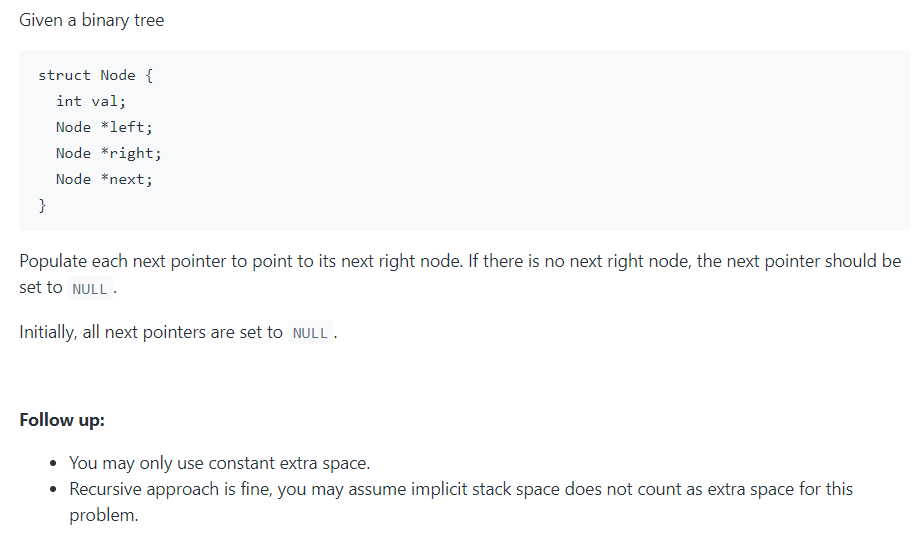 Given a binary tree
struct Node {
  int val;
  Node *left;
  Node *right;
  Node *next;
}
Populate each next pointer to point to its next right node. If there is no next right node, the next pointer should be
set to NULL .
Initially, all next pointers are set to NULL .
Follow up:
• You may only use constant extra space.
• Recursive approach is fine, you may assume implicit stack space does not count as extra space for this
problem.